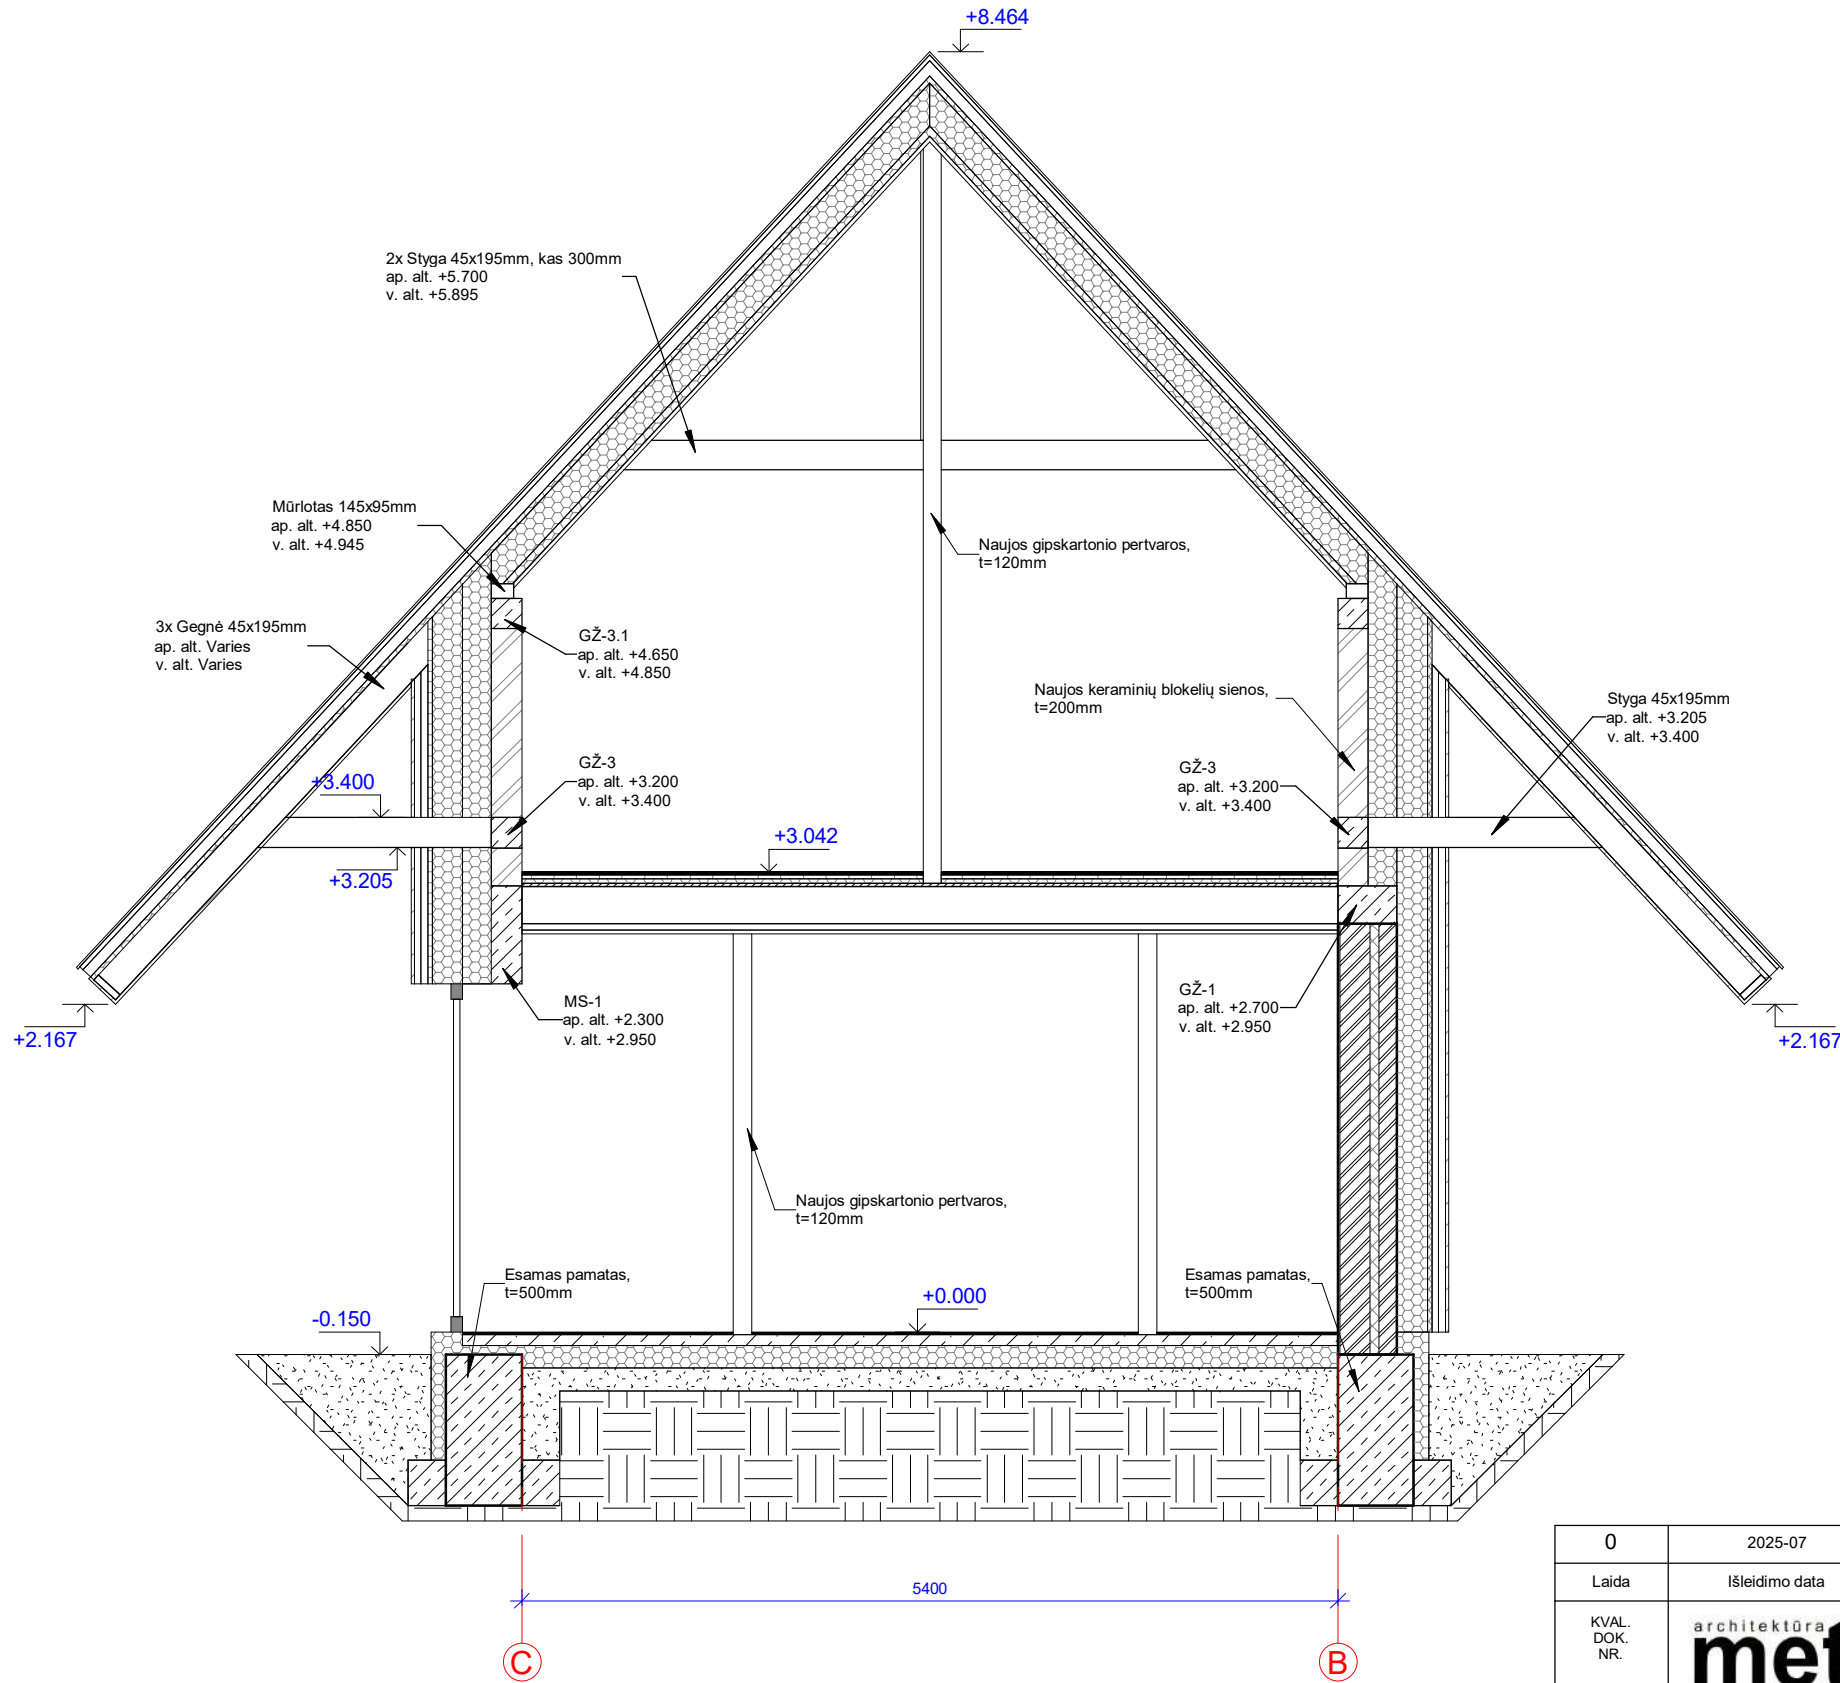 +8.464
2x Styga 45x195mm, kas 300mm
ap. alt. +5.700
v. alt. +5.895
Mūrlotas 145x95mm
ap. alt. +4.850
v. alt. +4.945
Naujos gipskartonio pertvaros,
t=120mm
3x Gegnė 45x195mm
ap. alt. Varies
v. alt. Varies
GŽ-3.1
ap. alt. +4.650
v. alt. +4.850
Naujos keraminių blokelių sienos,
t=200mm
Styga 45x195mm
ap. alt. +3.205
v. alt. +3.400
GŽ-3
ap. alt. +3.200
v. alt. +3.400
GŽ-3
ap. alt. +3.200
v. alt. +3.400
+3.400
+3.042
+3.205
MS-1
ap. alt. +2.300
v. alt. +2.950
GŽ-1
ap. alt. +2.700
v. alt. +2.950
+2.167
+2.167
Naujos gipskartonio pertvaros,
t=120mm
Esamas pamatas,
t=500mm
Esamas pamatas,
t=500mm
+0.000
-0.150
5400
C
B
0
2025-07
Laida
Išleidimo data
KVAL.
DOK.
NR.
architektūra